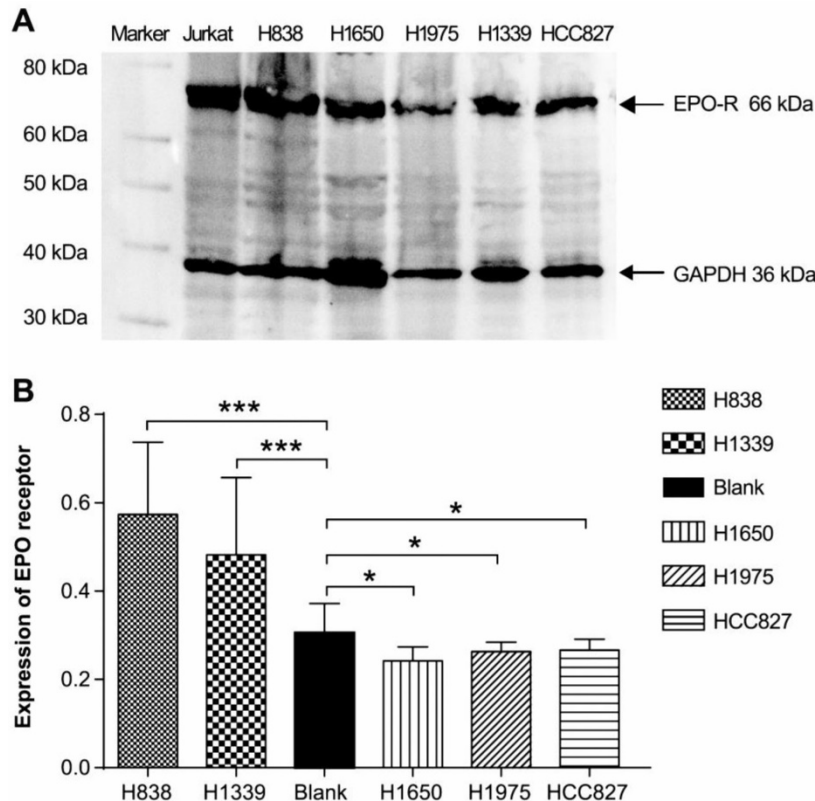 A
Marker Jurkat H838 H1650 H1975 H1339 HCC827
80 kDa
60 kDa
50 kDa
40 kDa
30 kDa
EPO-R 66 kDa
GAPDH 36 kDa
B
Expression of EPO receptor
0.8
0.6
0.4
0.2
0.0
***
***
*
*
*
H838 H1339 Blank H1650 H1975 HCC827
H838
H1339
Blank
H1650
H1975
HCC827